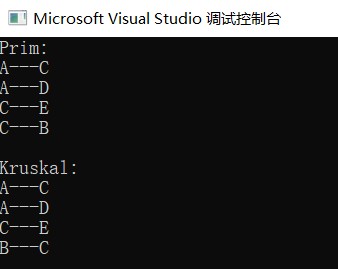 Microsoft Visual Studio 调试控制台
Prim:
A---C
A---D
C---E
C---B
Kruskal:
A---C
A---D
C---E
B---C